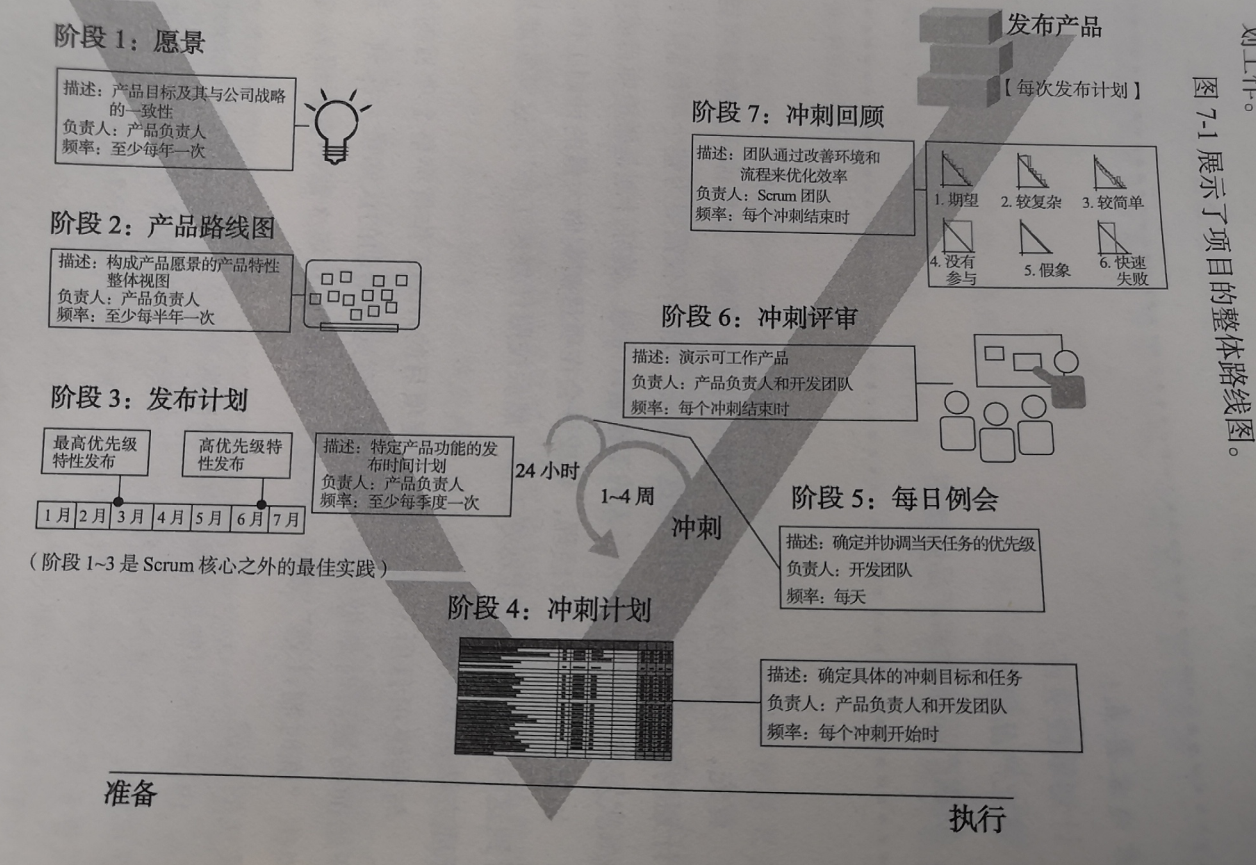 阶段 1：愿景
描述：产品目标及其与公司战略
的一致性
负责人：产品负责人
频率：至少每年一次
阶段 2：产品路线图
描述：构成产品愿景的产品特性
整体视图
负责人：产品负责人
频率：至少每半年一次
阶段 3：发布计划
最高优先级
特性发布
高优先级特
性发布
1月 2月 3月 4月 5月 6月 7月
描述：特定产品功能的发
布时间计划
负责人：产品负责人
频率：至少每季度一次
（阶段 1~3 是 Scrum 核心之外的最佳实践）
24 小时
1~4 周
冲刺
阶段 4：冲刺计划
描述：确定具体的冲刺目标和任务
负责人：产品负责人和开发团队
频率：每个冲刺开始时
阶段 5：每日例会
描述：确定并协调当天任务的优先级
负责人：开发团队
频率：每天
阶段 6：冲刺评审
描述：演示可工作产品
负责人：产品负责人和开发团队
频率：每个冲刺结束时
阶段 7：冲刺回顾
描述：团队通过改善环境和
流程来优化效率
负责人：Scrum 团队
频率：每个冲刺结束时
1. 期望
2. 较复杂
3. 较简单
4. 没有
参与
5. 假象
6. 快速
失败
发布产品
【每次发布计划】
准备
执行
划工作。
图 7-1 展示了项目的整体路线图。